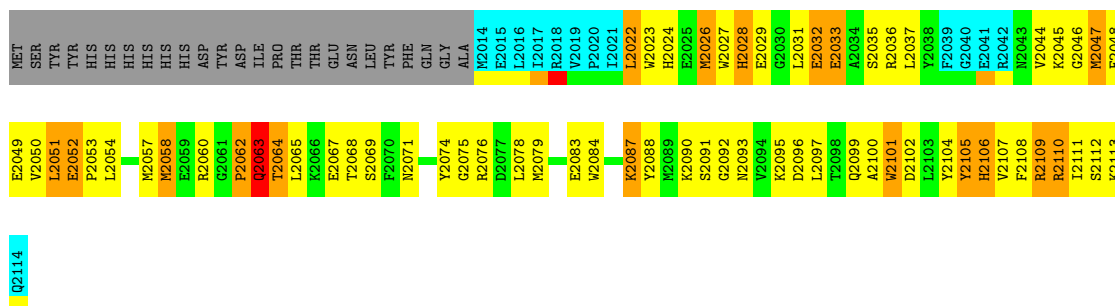 MET SER TYR TYR HIS HIS HIS HIS HIS HIS ASP TYR ASP ILE PRO THR THR GLU ASN LEU TYR PHE GLN GLY ALA M2014 E2015 L2016 I2017 R2018 V2019 P2020 I2021 L2022 W2023 H2024 E2025 M2026 W2027 H2028 E2029 G2030 L2031 E2032 E2033 A2034 S2035 R2036 L2037 Y2038 F2039 G2040 E2041 R2042 N2043 V2044 K2045 G2046 M2047 F2048
E2049 V2050 L2051 E2052 P2053 L2054 M2057 M2058 E2059 R2060 G2061 P2062 Q2063 T2064 L2065 K2066 E2067 T2068 S2069 F2070 N2071 Y2074 G2075 R2076 D2077 L2078 M2079 E2083 W2084 K2087 Y2088 M2089 K2090 S2091 G2092 N2093 V2094 K2095 D2096 L2097 T2098 Q2099 A2100 W2101 D2102 L2103 Y2104 Y2105 H2106 V2107 F2108 R2109 R2110 I2111 S2112 K2113
Q2114